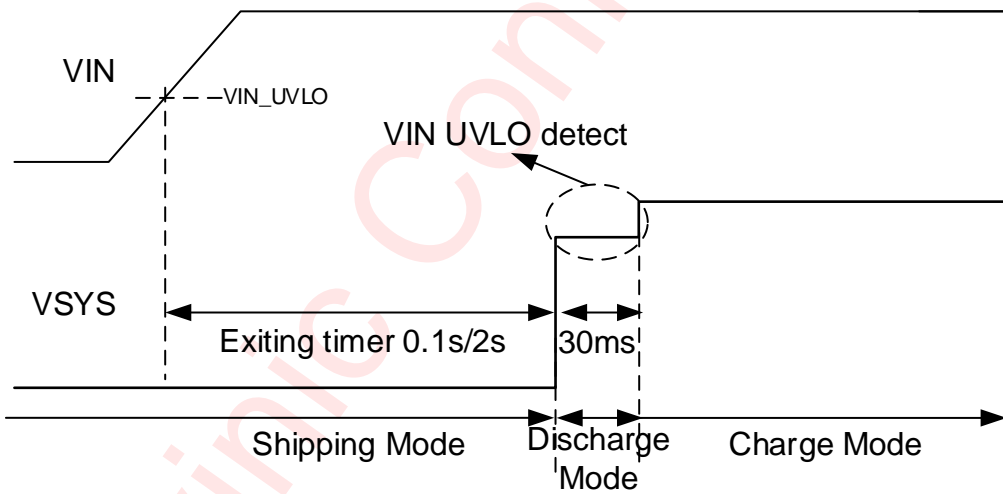 VIN
VIN_UVLO
VIN UVLO detect
VSYS
Exiting timer 0.1s/2s
30ms
Shipping Mode
Discharge
Mode
Charge Mode